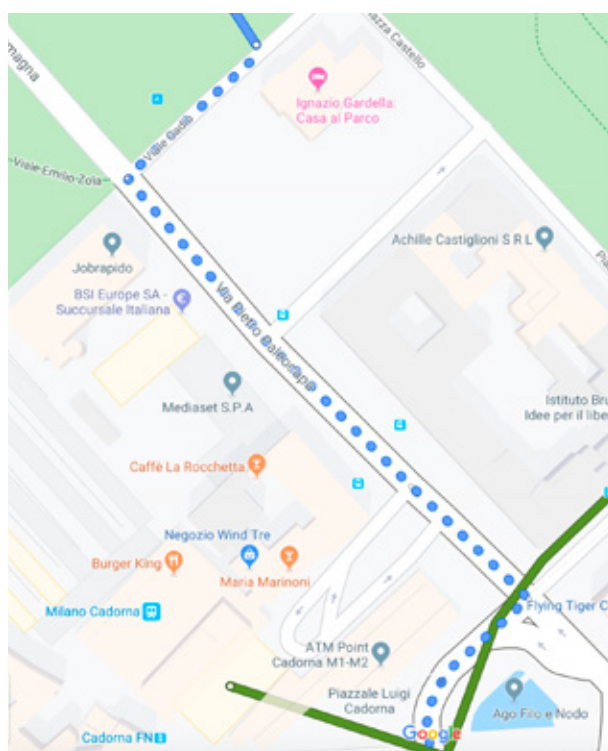 magna
Piazza Castello
Ignazio Gardella:
Casa al Parco
Viale Gadio
Viale Emilio Zola
Jobrapido
Achille Castiglioni S R L
BSI Europe SA -
Succursale Italiana
Via Pietro Paleocapa
Mediaset S.P.A
Istituto Bru
Idee per il libe
Caffè La Rocchetta
Negozio Wind Tre
Burger King
Maria Marinoni
Milano Cadorna
Flying Tiger C
ATM Point
Cadorna M1-M2
Piazzale Luigi
Cadorna
Ago Filo e Nodo
Google
Cadorna FN